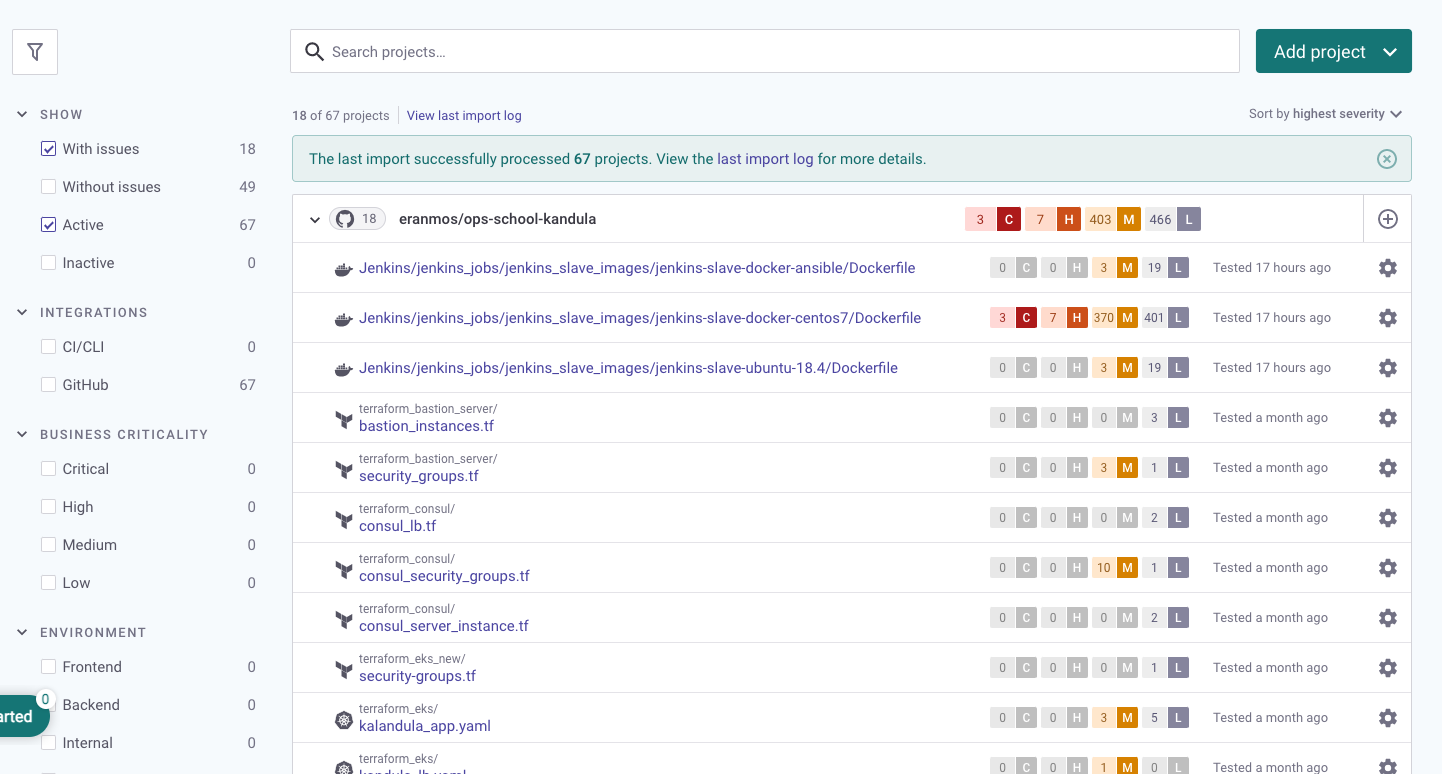 Search projects…
Add project
SHOW
With issues 18
Without issues 49
Active 67
Inactive 0
INTEGRATIONS
CI/CLI 0
GitHub 67
BUSINESS CRITICALITY
Critical 0
High 0
Medium 0
Low 0
ENVIRONMENT
Frontend 0
Backend 0
Internal 0
0
arted
18 of 67 projects View last import log
Sort by highest severity
The last import successfully processed 67 projects. View the last import log for more details.
18 eranmos/ops-school-kandula 3 C 7 H 403 M 466 L
Jenkins/jenkins_jobs/jenkins_slave_images/jenkins-slave-docker-ansible/Dockerfile 0 C 0 H 3 M 19 L Tested 17 hours ago
Jenkins/jenkins_jobs/jenkins_slave_images/jenkins-slave-docker-centos7/Dockerfile 3 C 7 H 370 M 401 L Tested 17 hours ago
Jenkins/jenkins_jobs/jenkins_slave_images/jenkins-slave-ubuntu-18.4/Dockerfile 0 C 0 H 3 M 19 L Tested 17 hours ago
terraform_bastion_server/
bastion_instances.tf 0 C 0 H 0 M 3 L Tested a month ago
terraform_bastion_server/
security_groups.tf 0 C 0 H 3 M 1 L Tested a month ago
terraform_consul/
consul_lb.tf 0 C 0 H 0 M 2 L Tested a month ago
terraform_consul/
consul_security_groups.tf 0 C 0 H 10 M 1 L Tested a month ago
terraform_consul/
consul_server_instance.tf 0 C 0 H 0 M 2 L Tested a month ago
terraform_eks_new/
security-groups.tf 0 C 0 H 0 M 1 L Tested a month ago
terraform_eks/
kalandula_app.yaml 0 C 0 H 3 M 5 L Tested a month ago
terraform_eks/
kandula_lb.yaml 0 C 0 H 1 M 0 L Tested a month ago